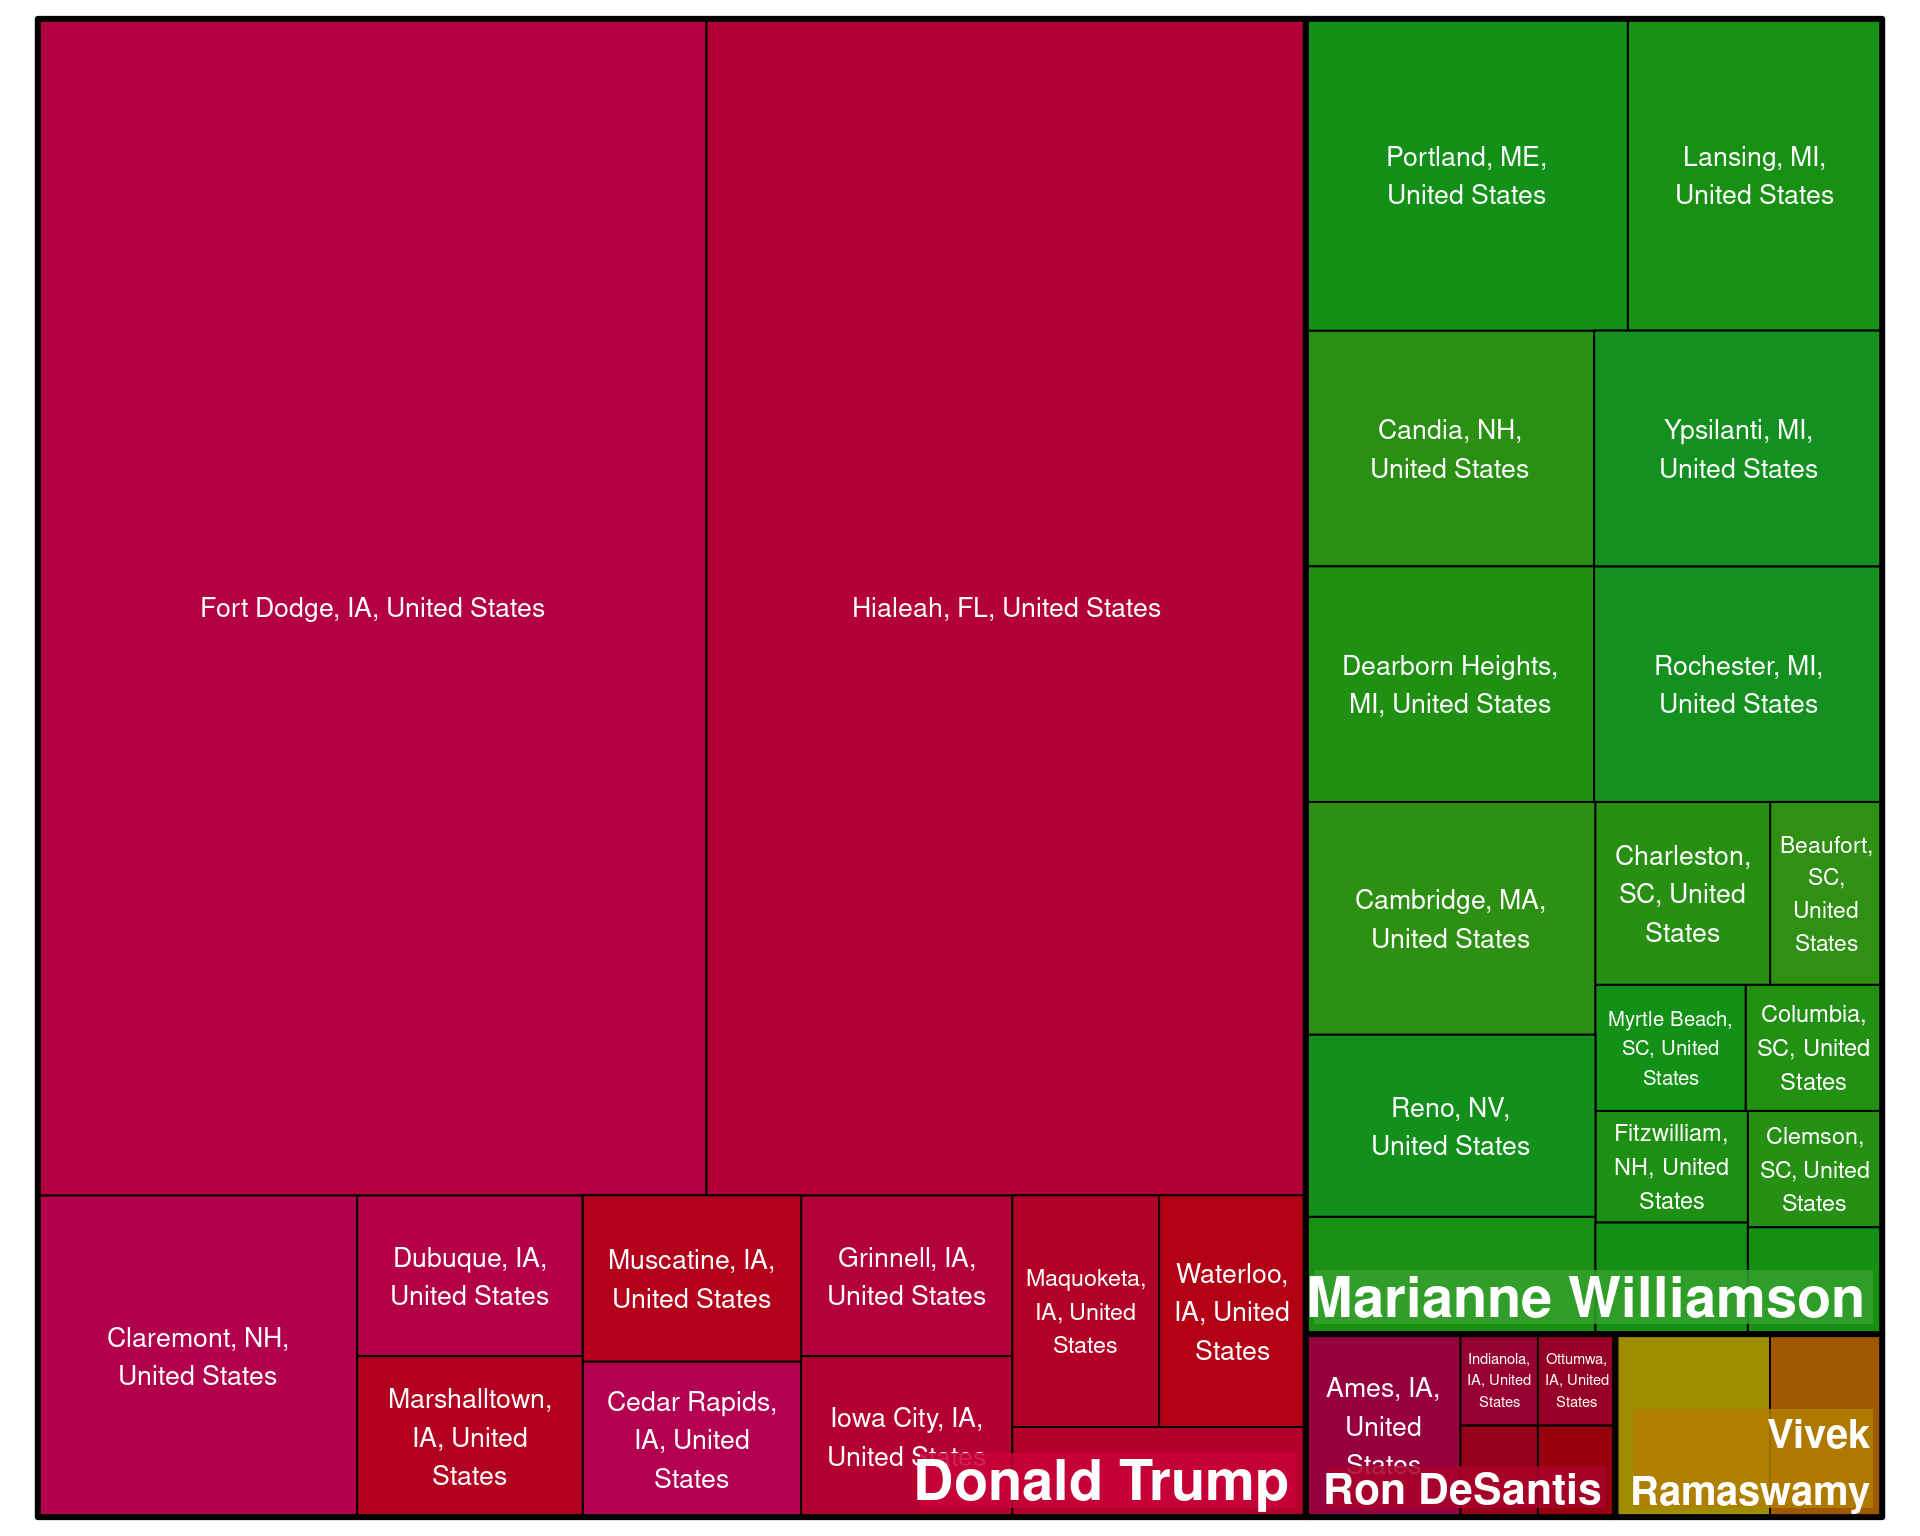 Fort Dodge, IA, United States
Hialeah, FL, United States
Claremont, NH,
United States
Dubuque, IA,
United States
Marshalltown,
IA, United
States
Muscatine, IA,
United States
Cedar Rapids,
IA, United
States
Grinnell, IA,
United States
Iowa City, IA,
United States
Maquoketa,
IA, United
States
Waterloo,
IA, United
States
Donald Trump
Portland, ME,
United States
Lansing, MI,
United States
Candia, NH,
United States
Ypsilanti, MI,
United States
Dearborn Heights,
MI, United States
Rochester, MI,
United States
Cambridge, MA,
United States
Charleston,
SC, United
States
Beaufort,
SC,
United
States
Reno, NV,
United States
Myrtle Beach,
SC, United
States
Columbia,
SC, United
States
Fitzwilliam,
NH, United
States
Clemson,
SC, United
States
Marianne Williamson
Ames, IA,
United
States
Indianola,
IA, United
States
Ottumwa,
IA, United
States
Ron DeSantis
Vivek
Ramaswamy